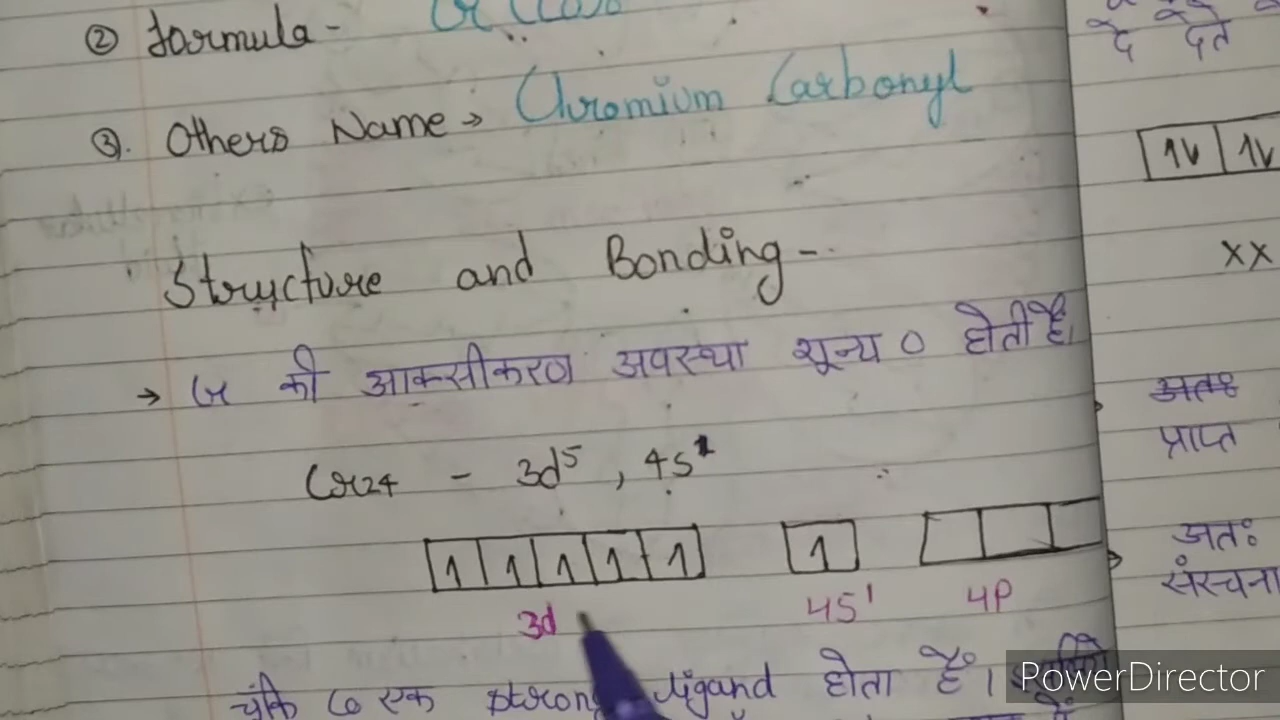 ② formula -
③. Others Name → Chromium Carbonyl
Structure and Bonding -
→ Cr की आक्सीकरण अवस्था शून्य 0 होती है।
Cr24 - 3d⁵, 4s¹
1 1 1 1 1 1
3d 4S¹ 4P
चूंकि CO एक strong ligand होता है।
दे देते
1V 1V
XX
प्राप्त
अतः
संरचना
PowerDirector